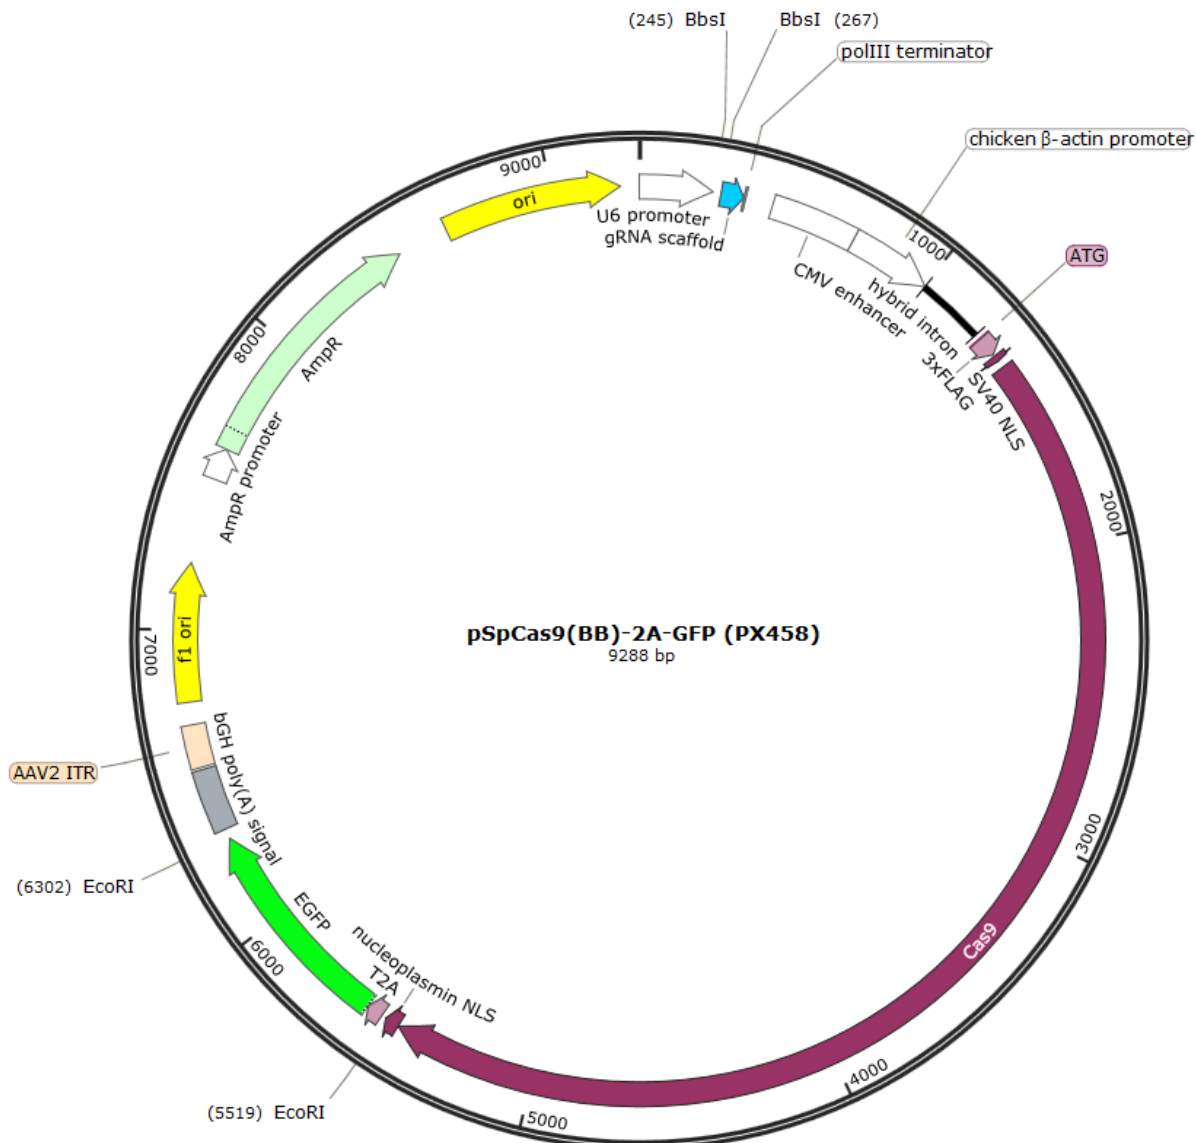 (245) BbsI
BbsI (267)
polIII terminator
chicken β-actin promoter
9000
ori
U6 promoter
gRNA scaffold
1000
ATG
CMV enhancer
hybrid intron
3xFLAG
SV40 NLS
8000
AmpR
AmpR promoter
2000
pSpCas9(BB)-2A-GFP (PX458)
9288 bp
f1 ori
7000
bGH poly(A) signal
AAV2 ITR
3000
(6302) EcoRI
EGFP
nucleoplasmin NLS
T2A
6000
Cas9
4000
(5519) EcoRI
5000